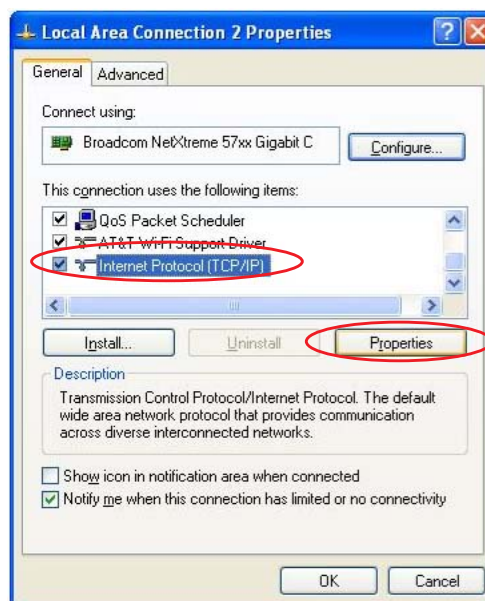 Local Area Connection 2 Properties
General
Advanced
Connect using:
Broadcom NetXtreme 57xx Gigabit C
Configure...
This connection uses the following items:
QoS Packet Scheduler
AT&T Wi-Fi Support Driver
Internet Protocol (TCP/IP)
Install...
Uninstall
Properties
Description
Transmission Control Protocol/Internet Protocol. The default
wide area network protocol that provides communication
across diverse interconnected networks.
Show icon in notification area when connected
Notify me when this connection has limited or no connectivity
OK
Cancel